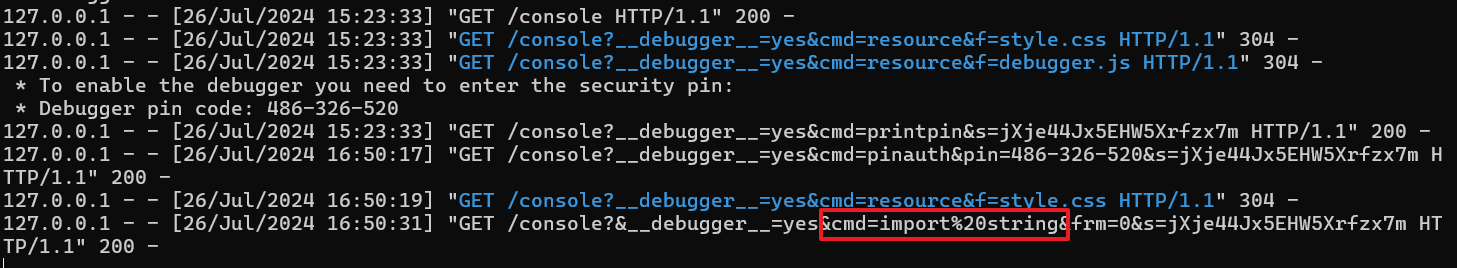 127.0.0.1 - - [26/Jul/2024 15:23:33] "GET /console HTTP/1.1" 200 -
127.0.0.1 - - [26/Jul/2024 15:23:33] "GET /console?__debugger__=yes&cmd=resource&f=style.css HTTP/1.1" 304 -
127.0.0.1 - - [26/Jul/2024 15:23:33] "GET /console?__debugger__=yes&cmd=resource&f=debugger.js HTTP/1.1" 304 -
 * To enable the debugger you need to enter the security pin:
 * Debugger pin code: 486-326-520
127.0.0.1 - - [26/Jul/2024 15:23:33] "GET /console?__debugger__=yes&cmd=printpin&s=jXje44Jx5EHW5Xrfzx7m HTTP/1.1" 200 -
127.0.0.1 - - [26/Jul/2024 16:50:17] "GET /console?__debugger__=yes&cmd=pinauth&pin=486-326-520&s=jXje44Jx5EHW5Xrfzx7m H
TTP/1.1" 200 -
127.0.0.1 - - [26/Jul/2024 16:50:19] "GET /console?__debugger__=yes&cmd=resource&f=style.css HTTP/1.1" 304 -
127.0.0.1 - - [26/Jul/2024 16:50:31] "GET /console?&__debugger__=yes&cmd=import%20string&frm=0&s=jXje44Jx5EHW5Xrfzx7m HT
TP/1.1" 200 -